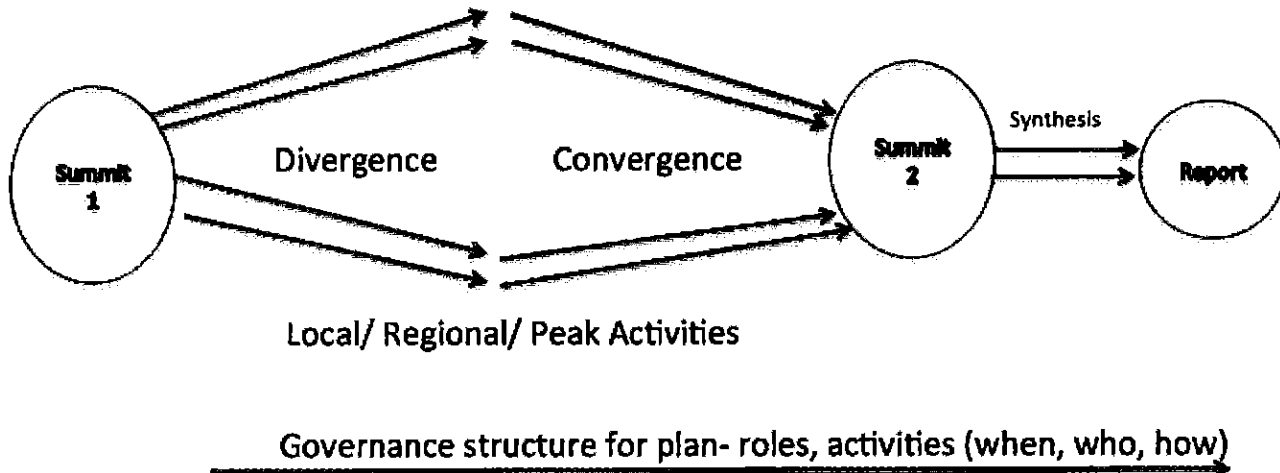 Synthesis
Summit
1
Divergence
Convergence
Summit
2
Report
Local/ Regional/ Peak Activities
Governance structure for plan- roles, activities (when, who, how)